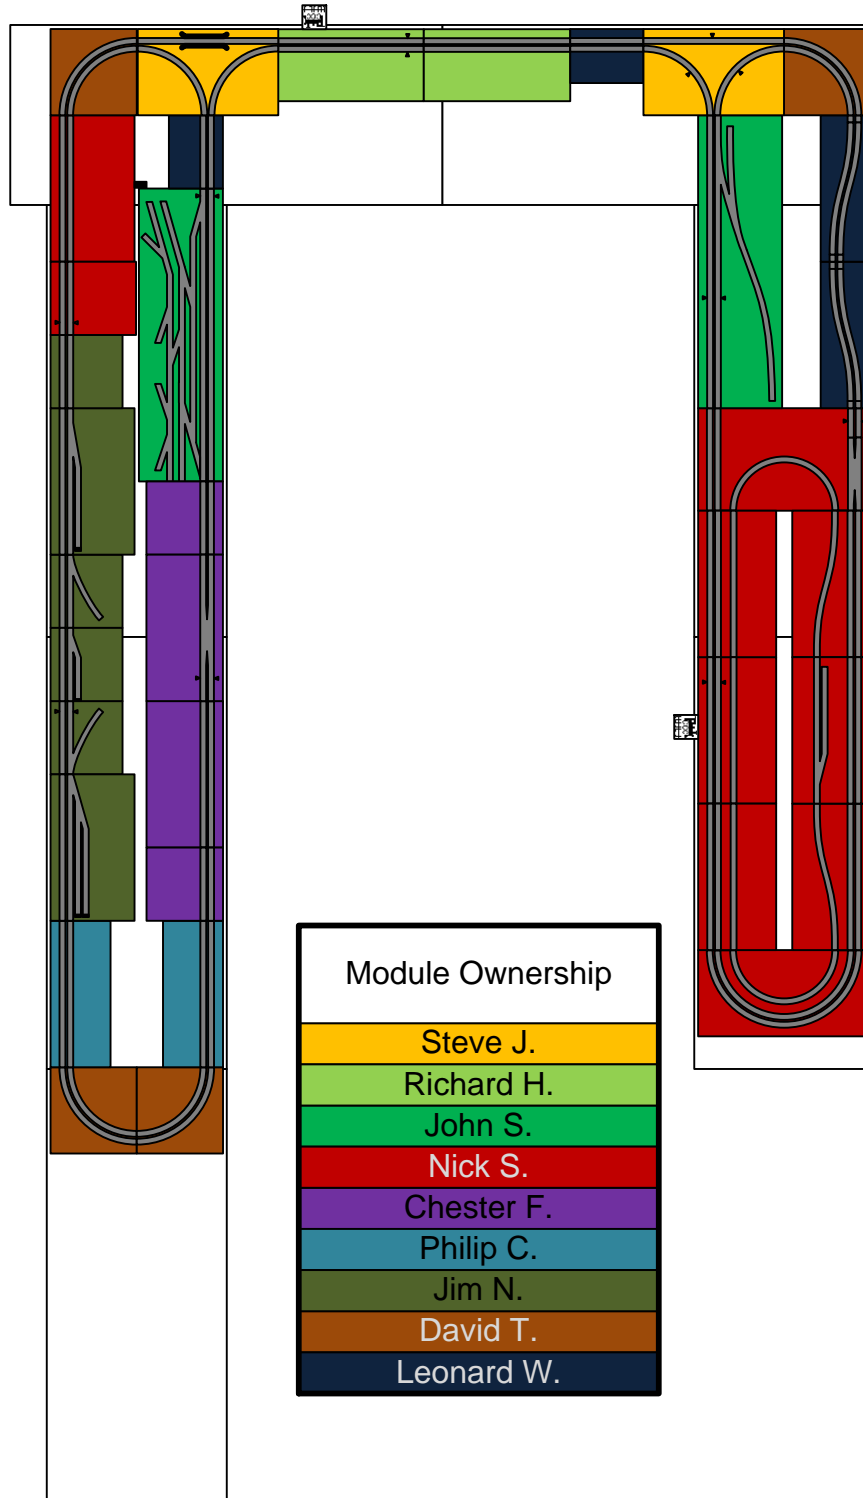 Module Ownership
Steve J.
Richard H.
John S.
Nick S.
Chester F.
Philip C.
Jim N.
David T.
Leonard W.